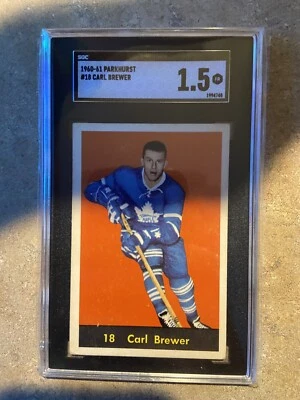 SGC
1960-61 PARKHURST
#18 CARL BREWER
1.5
18 Carl Brewer